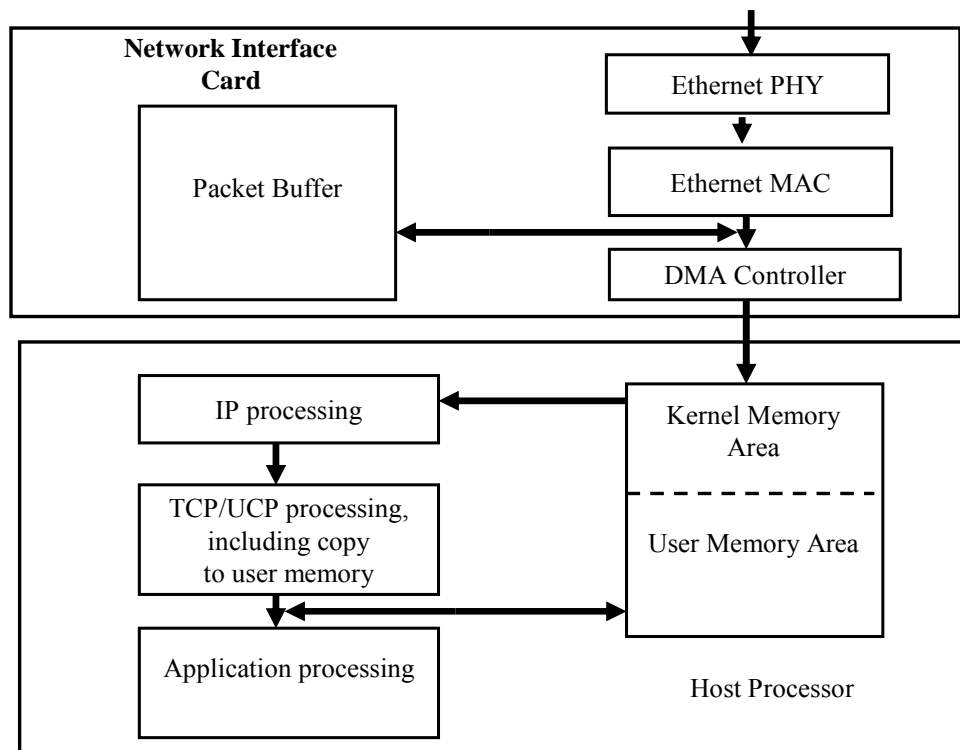 Network Interface
Card
Ethernet PHY
Ethernet MAC
Packet Buffer
DMA Controller
IP processing
Kernel Memory
Area
TCP/UCP processing,
including copy
to user memory
User Memory Area
Application processing
Host Processor